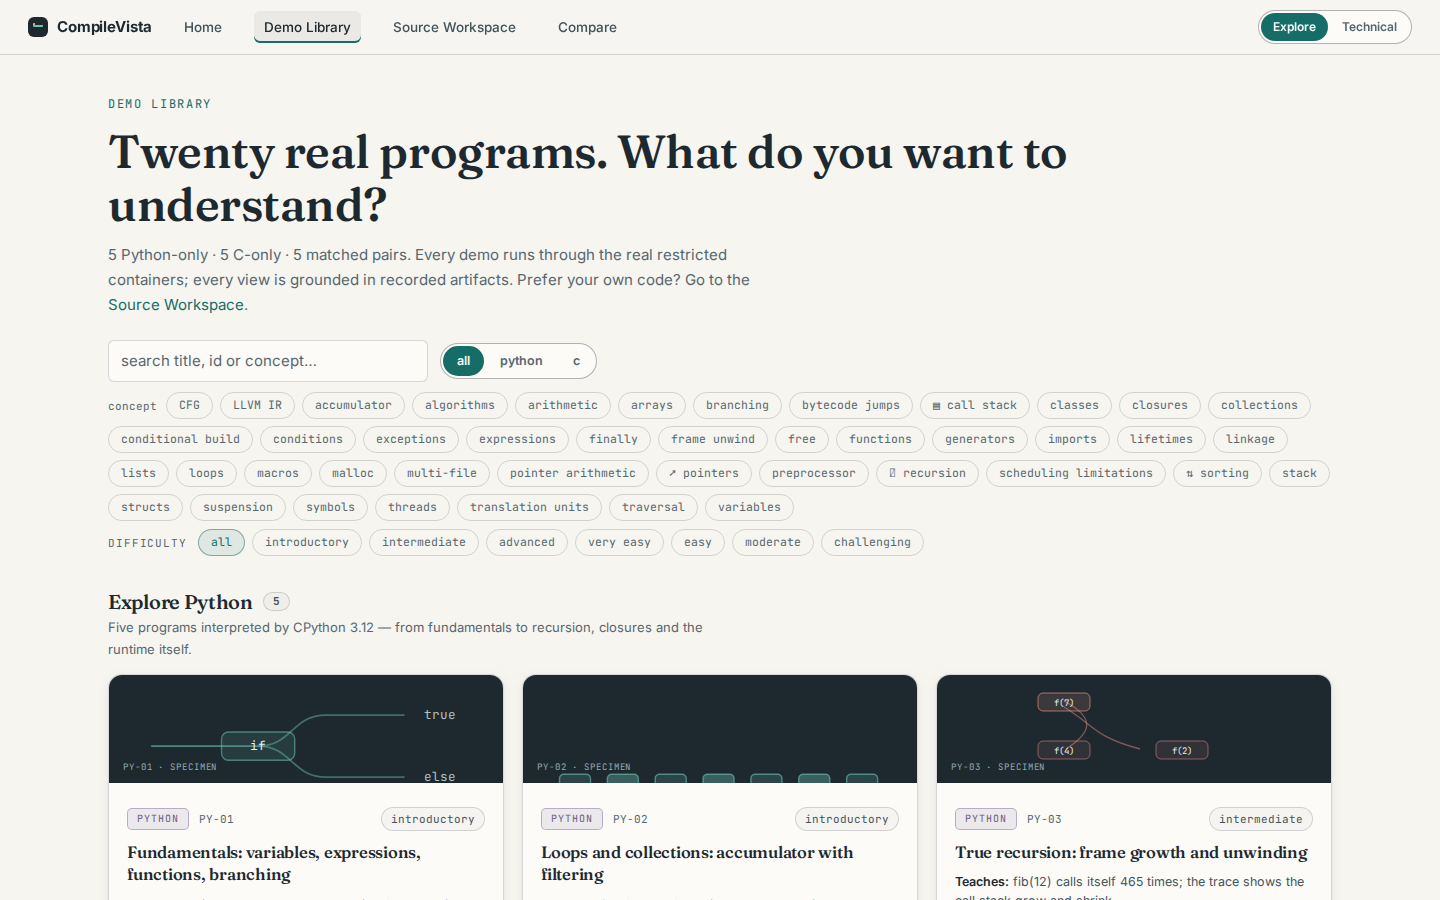 CompileVista
Home
Demo Library
Source Workspace
Compare
Explore
Technical
DEMO LIBRARY
Twenty real programs. What do you want to
understand?
5 Python-only · 5 C-only · 5 matched pairs. Every demo runs through the real restricted
containers; every view is grounded in recorded artifacts. Prefer your own code? Go to the
Source Workspace.
search title, id or concept...
all
python
c
concept CFG LLVM IR accumulator algorithms arithmetic arrays branching bytecode jumps call stack classes closures collections
conditional build conditions exceptions expressions finally frame unwind free functions generators imports lifetimes linkage
lists loops macros malloc multi-file pointer arithmetic ↗ pointers preprocessor recursion scheduling limitations ⇅ sorting stack
structs suspension symbols threads translation units traversal variables
DIFFICULTY all introductory intermediate advanced very easy easy moderate challenging
Explore Python 5
Five programs interpreted by CPython 3.12 — from fundamentals to recursion, closures and the
runtime itself.
true
if
PY-01 · SPECIMEN
else
PYTHON PY-01 introductory
Fundamentals: variables, expressions,
functions, branching
PY-02 · SPECIMEN
PYTHON PY-02 introductory
Loops and collections: accumulator with
filtering
f(7)
f(4)
f(2)
PY-03 · SPECIMEN
PYTHON PY-03 intermediate
True recursion: frame growth and unwinding
Teaches: fib(12) calls itself 465 times; the trace shows the
call stack grow and shrink